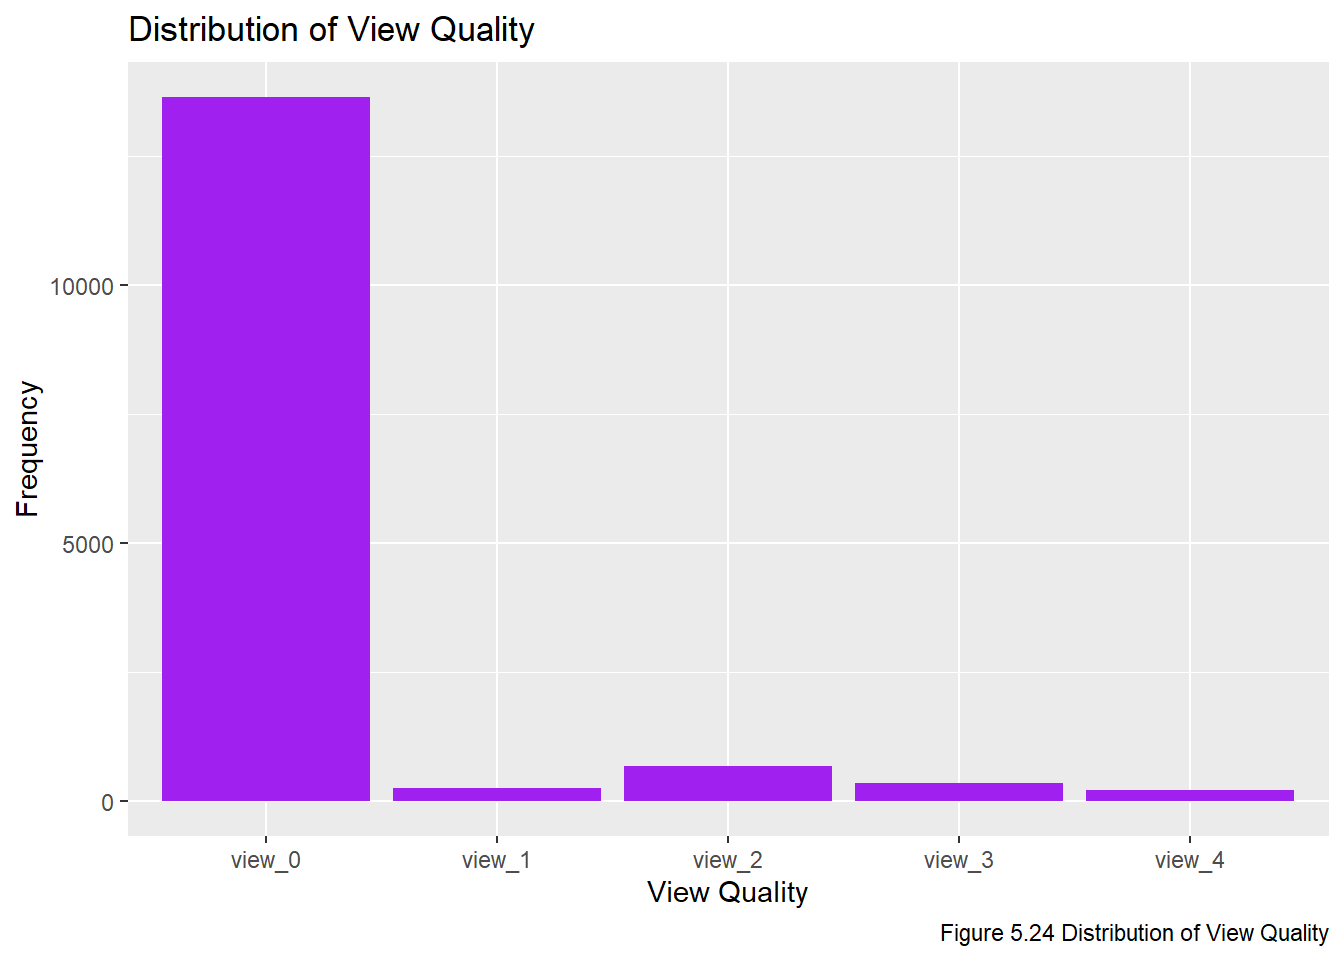 Distribution of View Quality
10000
5000
0
Frequency
view_0 view_1 view_2 view_3 view_4
View Quality
Figure 5.24 Distribution of View Quality